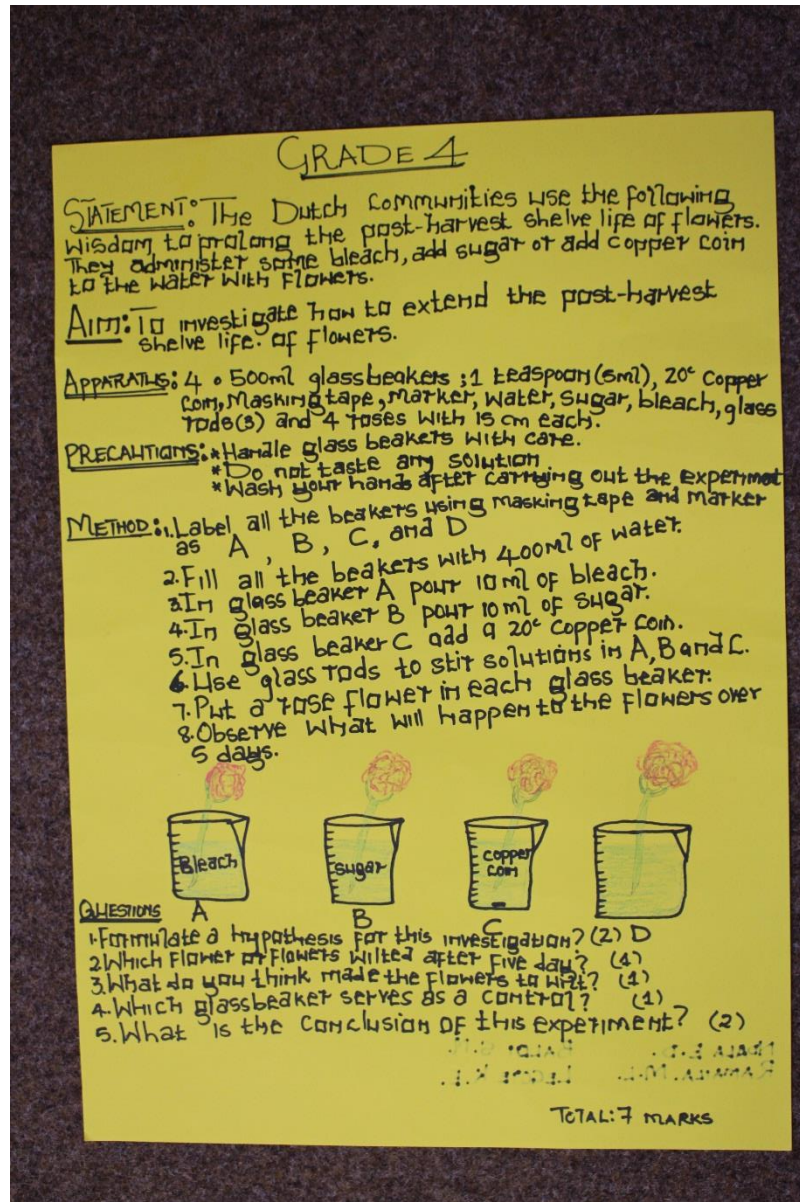 GRADE 4
STATEMENT: The Dutch Communities use the following
wisdom to prolong the post-harvest shelve life of flowers.
They administer some bleach, add sugar or add copper coin
to the water with Flowers.
AIM: To investigate how to extend the post-harvest
shelve life. of flowers.
APPARATUS: 4 • 500ml glassbeakers ; 1 teaspoon (5ml), 20c Copper
Coin, Masking tape, marker, water, sugar, bleach, glass
rods(3) and 4 roses with 15 cm each.
PRECAUTIONS: *Handle glass beakers with care.
*Do not taste any solution
*Wash your hands after carrying out the experimnet
METHOD: 1. Label all the beakers using masking tape and marker
as A, B, C, and D
2. Fill all the beakers with 400ml of water.
3. In glass beaker A pour 10 ml of bleach.
4. In glass beaker B pour 10 ml of sugar.
5. In glass beaker C add a 20c copper coin.
6. Use glass rods to stir solutions in A, B and C.
7. Put a rose flower in each glass beaker.
8. Observe what will happen to the flowers over
5 days.
Bleach
sugar
copper
coin
QUESTIONS
A
B
C
1. Formulate a hypothesis for this investigation? (2) D
2. Which flower or flowers wilted after five day? (1)
3. What do you think made the flowers to wilt? (1)
4. Which glassbeaker serves as a control? (1)
5. What is the conclusion of this experiment? (2)
TOTAL: 7 MARKS